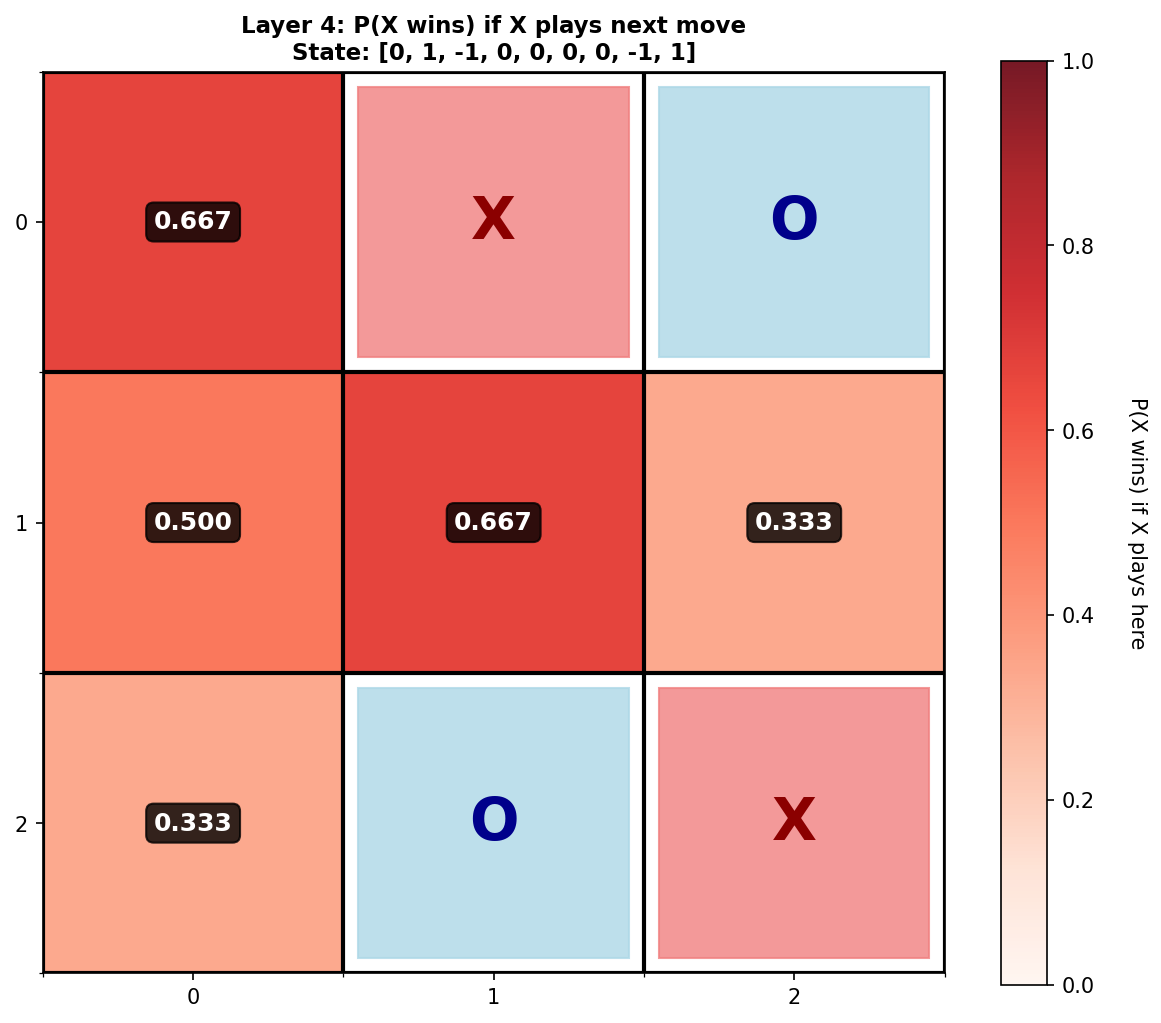 Layer 4: P(X wins) if X plays next move
State: [0, 1, -1, 0, 0, 0, 0, -1, 1]
0
0.667
X
O
1
0.500
0.667
0.333
2
0.333
O
X
0
1
2
1.0
0.8
0.6
0.4
0.2
0.0
P(X wins) if X plays here